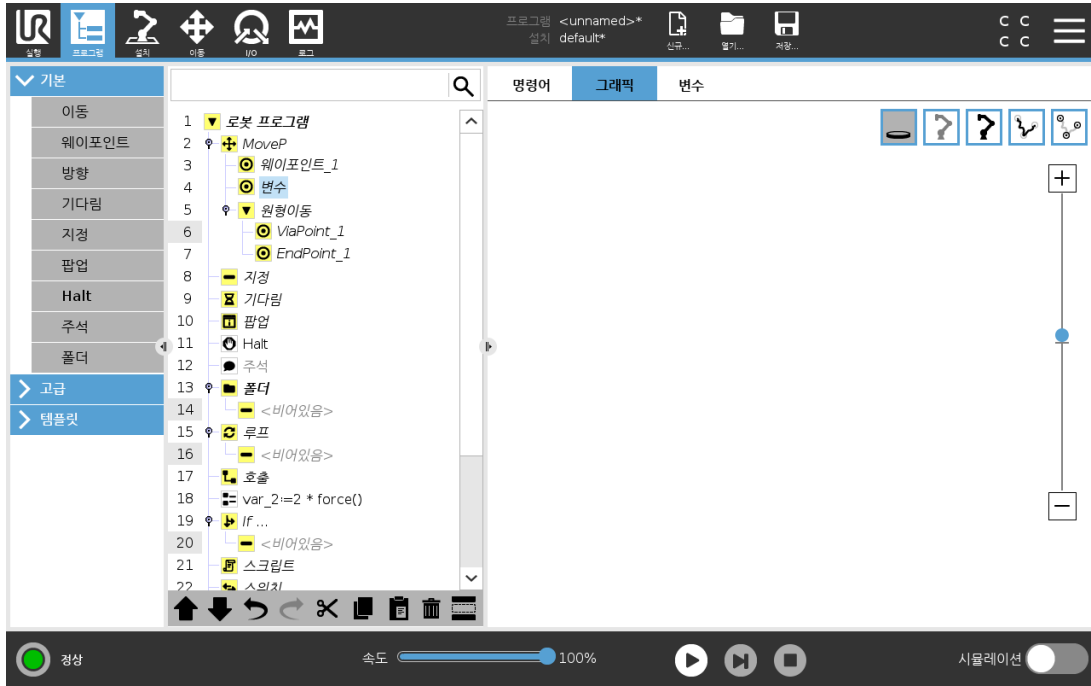 UR
프로그램 <unnamed>*
설치 default*
C C
C C
실행 프로그램 설치 이동 I/O 로그 신규... 열기... 저장...
기본
이동
웨이포인트
방향
기다림
지정
팝업
Halt
주석
폴더
고급
템플릿
1 로봇 프로그램
2 MoveP
3 웨이포인트_1
4 변수
5 원형이동
6 ViaPoint_1
7 EndPoint_1
8 지정
9 기다림
10 팝업
11 Halt
12 주석
13 폴더
14 <비어있음>
15 루프
16 <비어있음>
17 호출
18 var_2:=2 * force()
19 If ...
20 <비어있음>
21 스크립트
22 스위치
명령어 그래픽 변수
정상
속도 100%
시뮬레이션